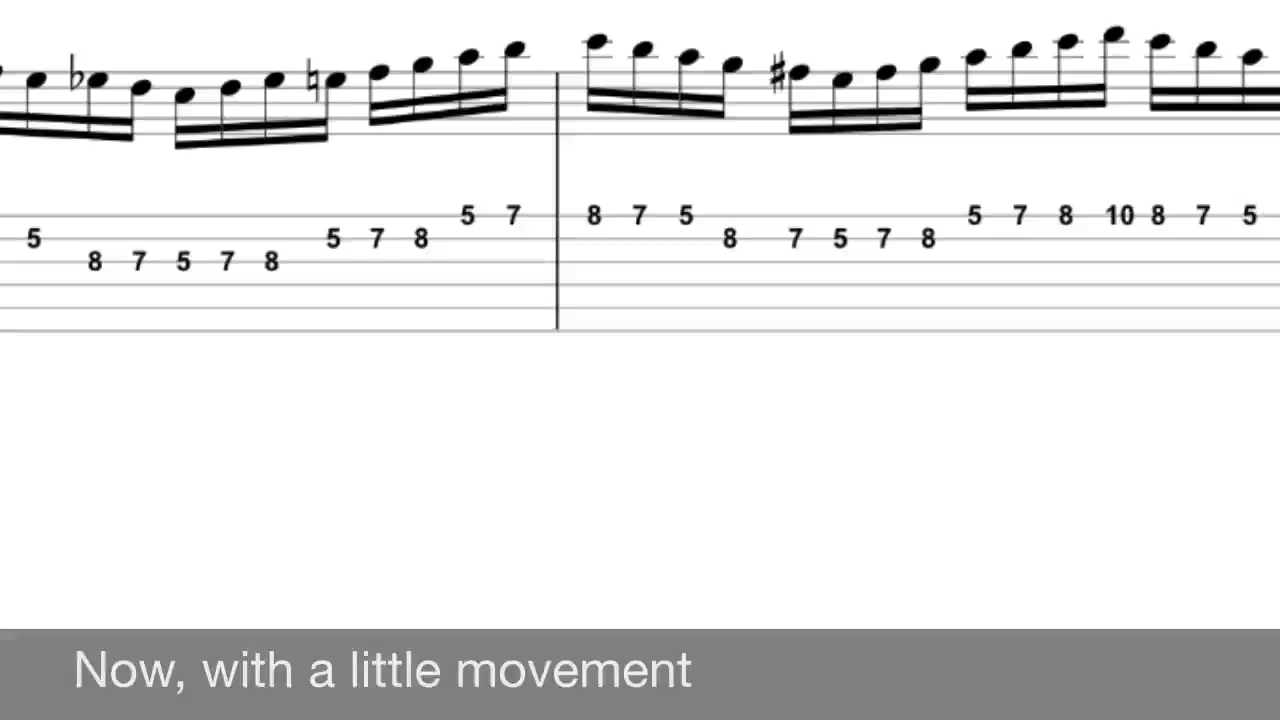 5 7 8 7 5 5 7 8 10 8 7 5
5 5 7 8 8 7 5 7 8
8 7 5 7 8
Now, with a little movement